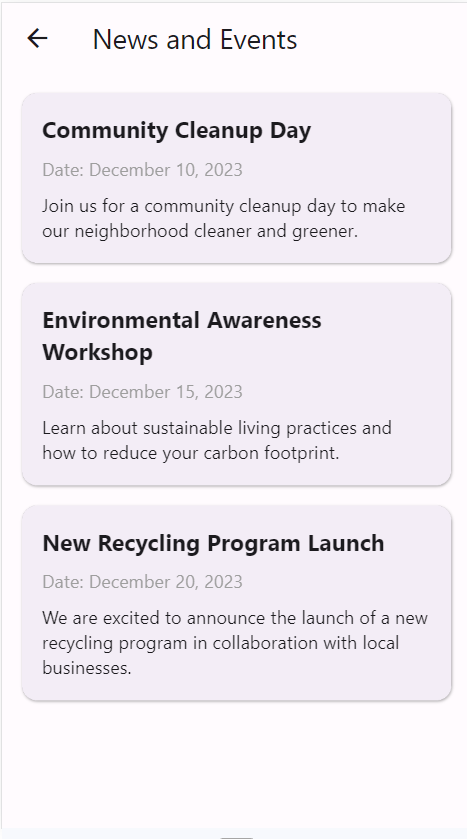 News and Events
Community Cleanup Day
Date: December 10, 2023
Join us for a community cleanup day to make
our neighborhood cleaner and greener.
Environmental Awareness
Workshop
Date: December 15, 2023
Learn about sustainable living practices and
how to reduce your carbon footprint.
New Recycling Program Launch
Date: December 20, 2023
We are excited to announce the launch of a new
recycling program in collaboration with local
businesses.